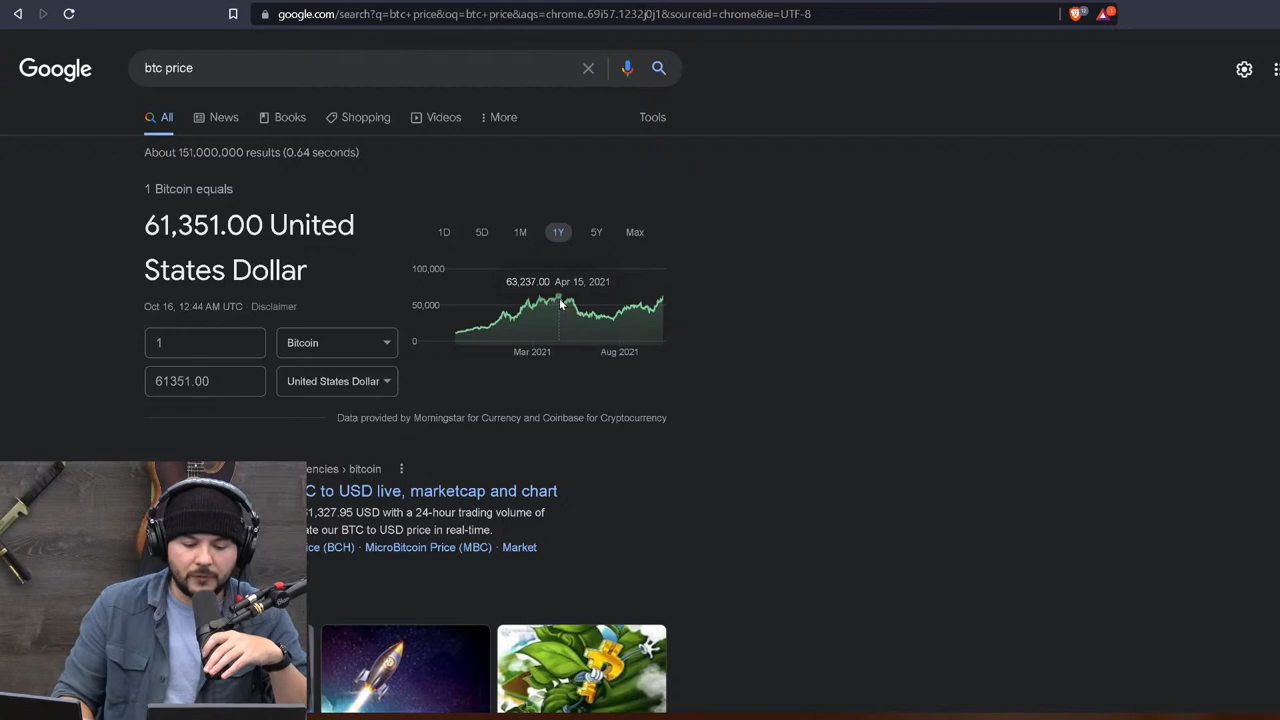 google.com/search?q=btc+price&oq=btc+price&aqs=chrome..69i57.1232j0j1&sourceid=chrome&ie=UTF-8
12
1
Google
btc price
All
News
Books
Shopping
Videos
More
Tools
About 151,000,000 results (0.64 seconds)
1 Bitcoin equals
61,351.00 United
States Dollar
Oct 16, 12:44 AM UTC · Disclaimer
1
Bitcoin
61351.00
United States Dollar
1D
5D
1M
1Y
5Y
Max
100,000
63,237.00 Apr 15, 2021
50,000
0
Mar 2021
Aug 2021
Data provided by Morningstar for Currency and Coinbase for Cryptocurrency
encies › bitcoin
C to USD live, marketcap and chart
1,327.95 USD with a 24-hour trading volume of
ate our BTC to USD price in real-time.
ice (BCH) · MicroBitcoin Price (MBC) · Market